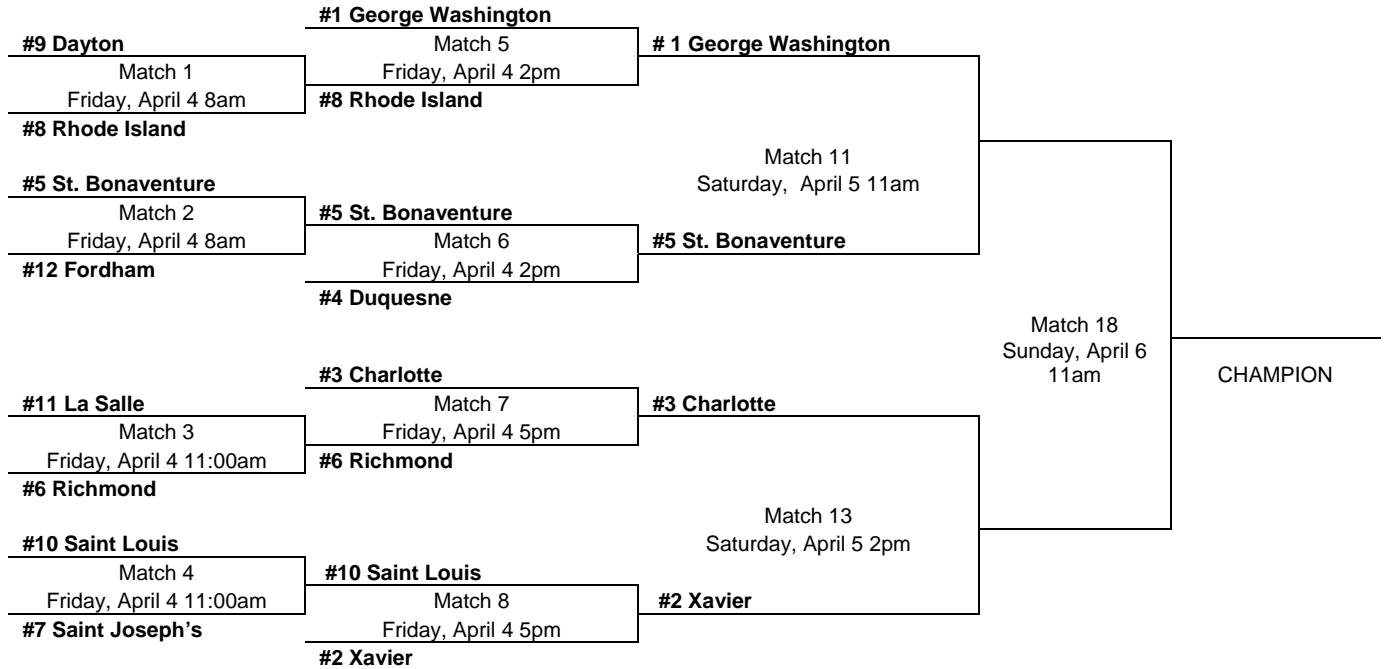 #1 George Washington
#9 Dayton
Match 5
# 1 George Washington
Match 1
Friday, April 4 2pm
Friday, April 4 8am
#8 Rhode Island
#8 Rhode Island
Match 11
Saturday,  April 5 11am
#5 St. Bonaventure
Match 2
#5 St. Bonaventure
Friday, April 4 8am
Match 6
#5 St. Bonaventure
#12 Fordham
Friday, April 4 2pm
#4 Duquesne
Match 18
Sunday, April 6
11am
CHAMPION
#3 Charlotte
#11 La Salle
Match 7
#3 Charlotte
Match 3
Friday, April 4 5pm
Friday, April 4 11:00am
#6 Richmond
#6 Richmond
Match 13
Saturday, April 5 2pm
#10 Saint Louis
Match 4
#10 Saint Louis
Friday, April 4 11:00am
Match 8
#2 Xavier
#7 Saint Joseph’s
Friday, April 4 5pm
#2 Xavier